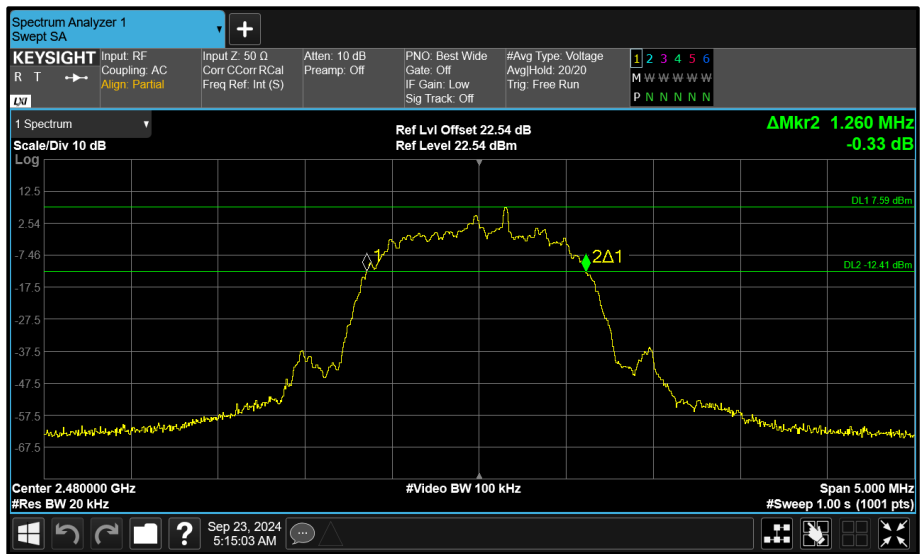 Spectrum Analyzer 1
Swept SA
+
KEYSIGHT
R T
LXI
Input: RF
Coupling: AC
Align: Partial
Input Z: 50 Ω
Corr CCorr RCal
Freq Ref: Int (S)
Atten: 10 dB
Preamp: Off
PNO: Best Wide
Gate: Off
IF Gain: Low
Sig Track: Off
#Avg Type: Voltage
Avg|Hold: 20/20
Trig: Free Run
1 2 3 4 5 6
M W W W W W
P N N N N N
1 Spectrum
Scale/Div 10 dB
Log
Ref Lvl Offset 22.54 dB
Ref Level 22.54 dBm
ΔMkr2 1.260 MHz
-0.33 dB
12.5
2.54
-7.46
-17.5
-27.5
-37.5
-47.5
-57.5
-67.5
DL1 7.59 dBm
1
2Δ1
DL2 -12.41 dBm
Center 2.480000 GHz
#Res BW 20 kHz
#Video BW 100 kHz
Span 5.000 MHz
#Sweep 1.00 s (1001 pts)
?
Sep 23, 2024
5:15:03 AM